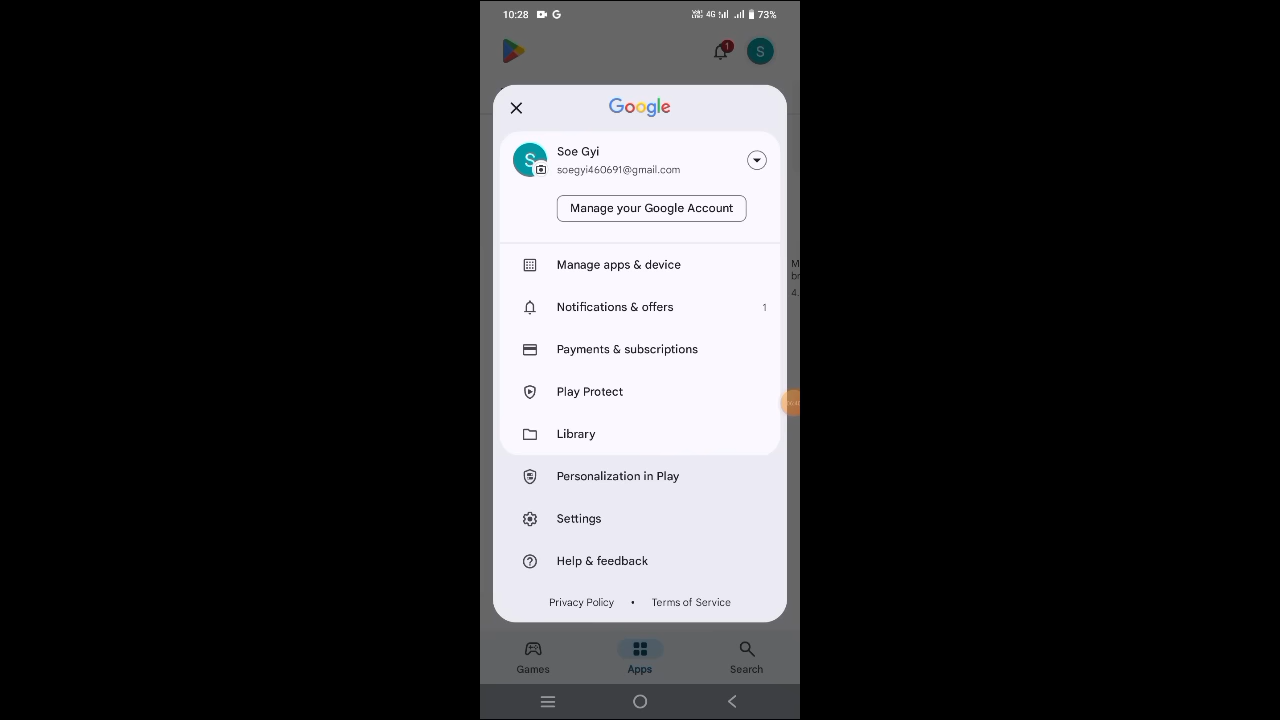 10:28 G 4G 73%
1 S
Google
S Soe Gyi
soegyi460691@gmail.com
Manage your Google Account
Manage apps & device
Notifications & offers 1
Payments & subscriptions
Play Protect
Library
Personalization in Play
Settings
Help & feedback
Privacy Policy • Terms of Service
Games Apps Search